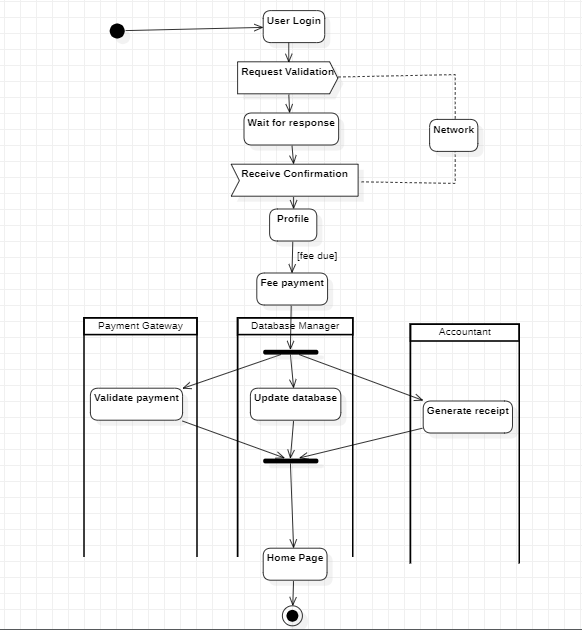 User Login
Request Validation
Wait for response
Network
Receive Confirmation
Profile
[fee due]
Fee payment
Payment Gateway
Database Manager
Accountant
Validate payment
Update database
Generate receipt
Home Page